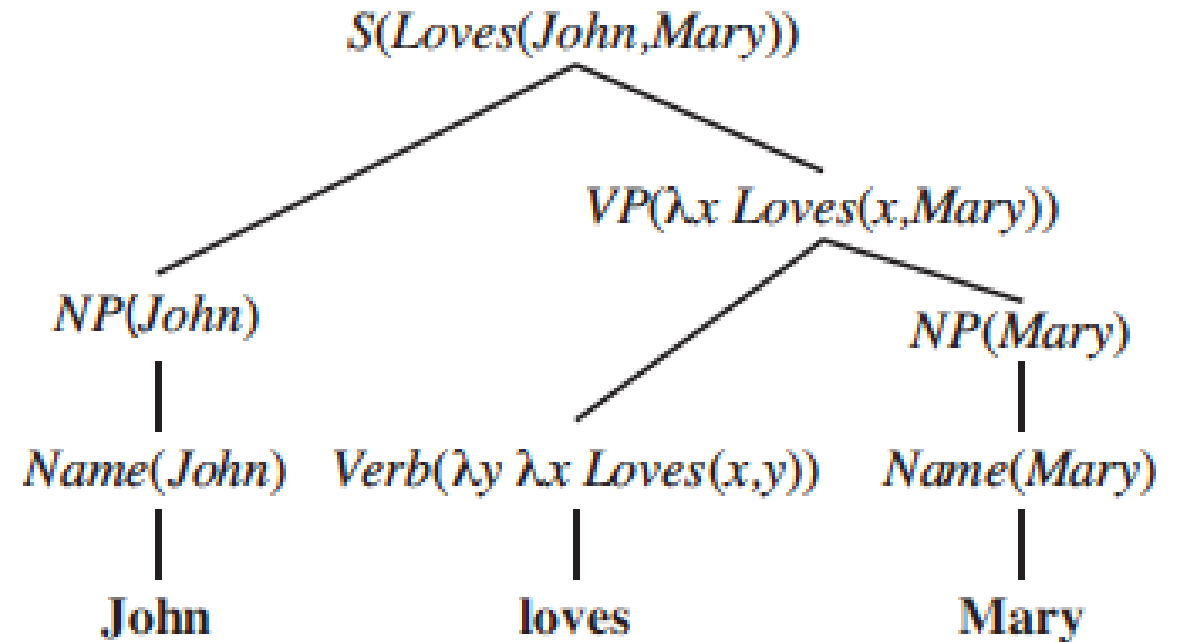 S(Loves(John,Mary))
VP(λx Loves(x,Mary))
NP(John)
NP(Mary)
Name(John)
Verb(λy λx Loves(x,y))
Name(Mary)
John
loves
Mary